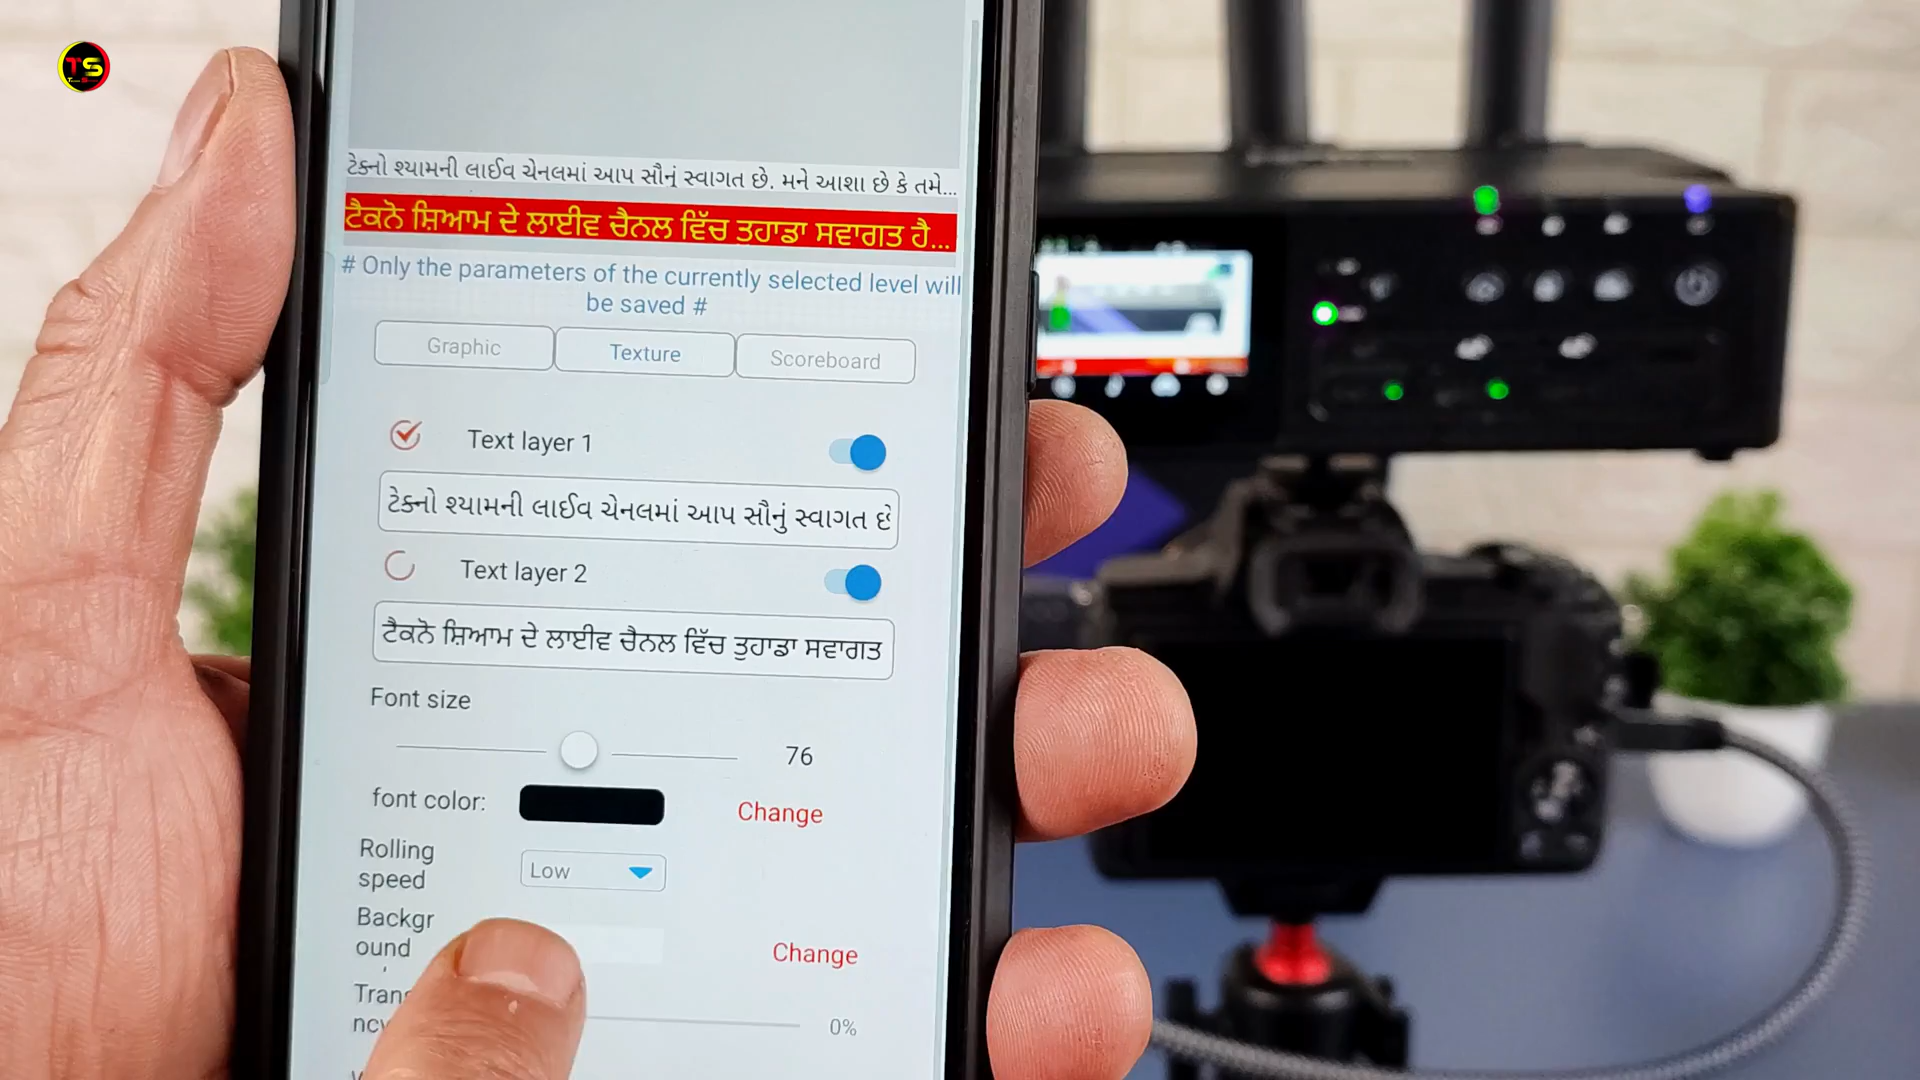 TS
ટેક્નો શ્યામની લાઈવ ચેનલમાં આપ સૌનું સ્વાગત છે. મને આશા છે કે તમે...
ਟੈਕਨੋ ਸ਼ਿਆਮ ਦੇ ਲਾਈਵ ਚੈਨਲ ਵਿੱਚ ਤੁਹਾਡਾ ਸਵਾਗਤ ਹੈ...
# Only the parameters of the currently selected level will
be saved #
Graphic Texture Scoreboard
Text layer 1
ટેક્નો શ્યામની લાઈવ ચેનલમાં આપ સૌનું સ્વાગત છે
Text layer 2
ਟੈਕਨੋ ਸ਼ਿਆਮ ਦੇ ਲਾਈਵ ਚੈਨਲ ਵਿੱਚ ਤੁਹਾਡਾ ਸਵਾਗਤ
Font size
76
font color: Change
Rolling
speed
Low
Backgr
ound
Change
0%